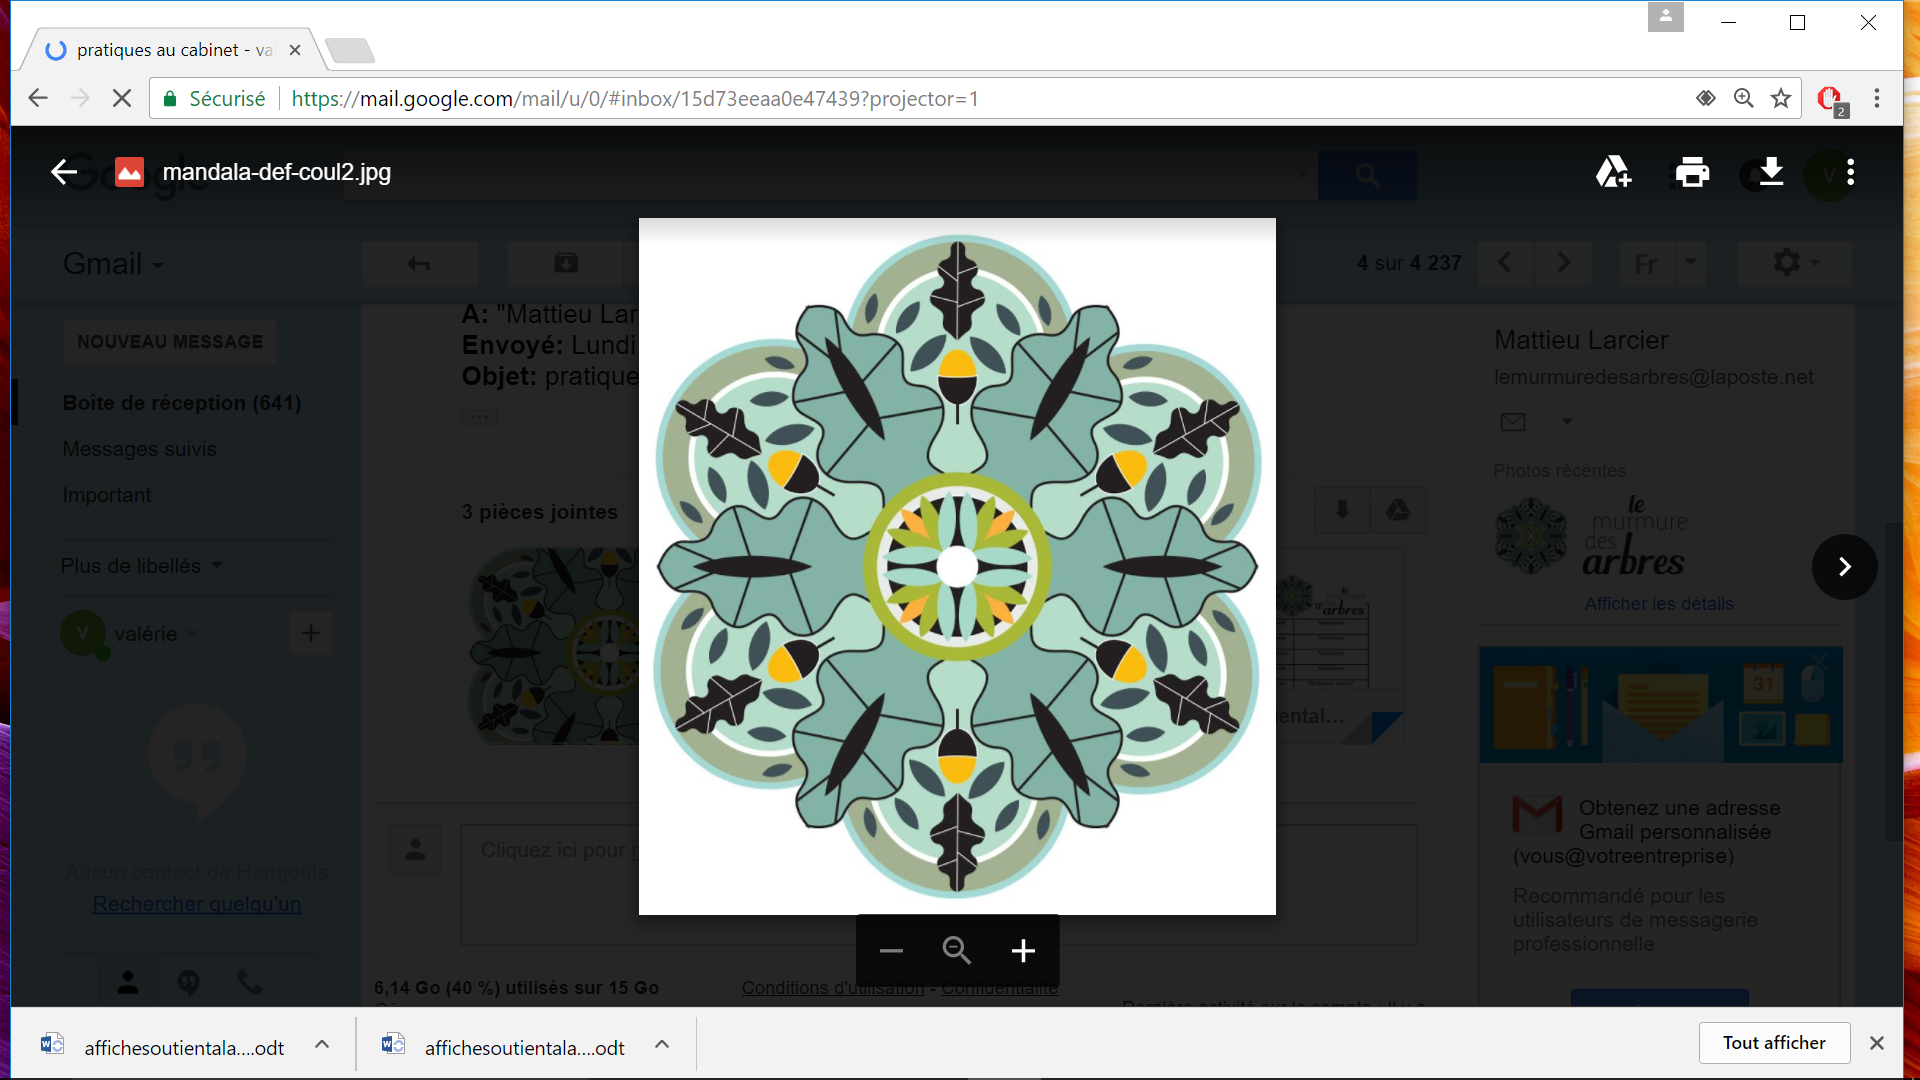 pratiques au cabinet - va
Sécurisé
https://mail.google.com/mail/u/0/#inbox/15d73eeaa0e47439?projector=1
2
Google
mandala-def-coul2.jpg
V
Gmail
4 sur 4 237
Fr
NOUVEAU MESSAGE
A: "Mattieu Lar
Envoyé: Lundi
Objet: pratique
Mattieu Larcier
lemurmuredesarbres@laposte.net
Boîte de réception (641)
Messages suivis
Important
Photos récentes
le
murmure
des
arbres
Afficher les détails
3 pièces jointes
Plus de libellés
V
valérie
arbres
iental...
31
Obtenez une adresse
Gmail personnalisée
(vous@votreentreprise)
Recommandé pour les
utilisateurs de messagerie
professionnelle
Cliquez ici pour
Aucun contact de Hangouts
Rechercher quelqu'un
6,14 Go (40 %) utilisés sur 15 Go
Conditions d'utilisation - Confidentialité
affichesoutientala....odt
affichesoutientala....odt
Tout afficher